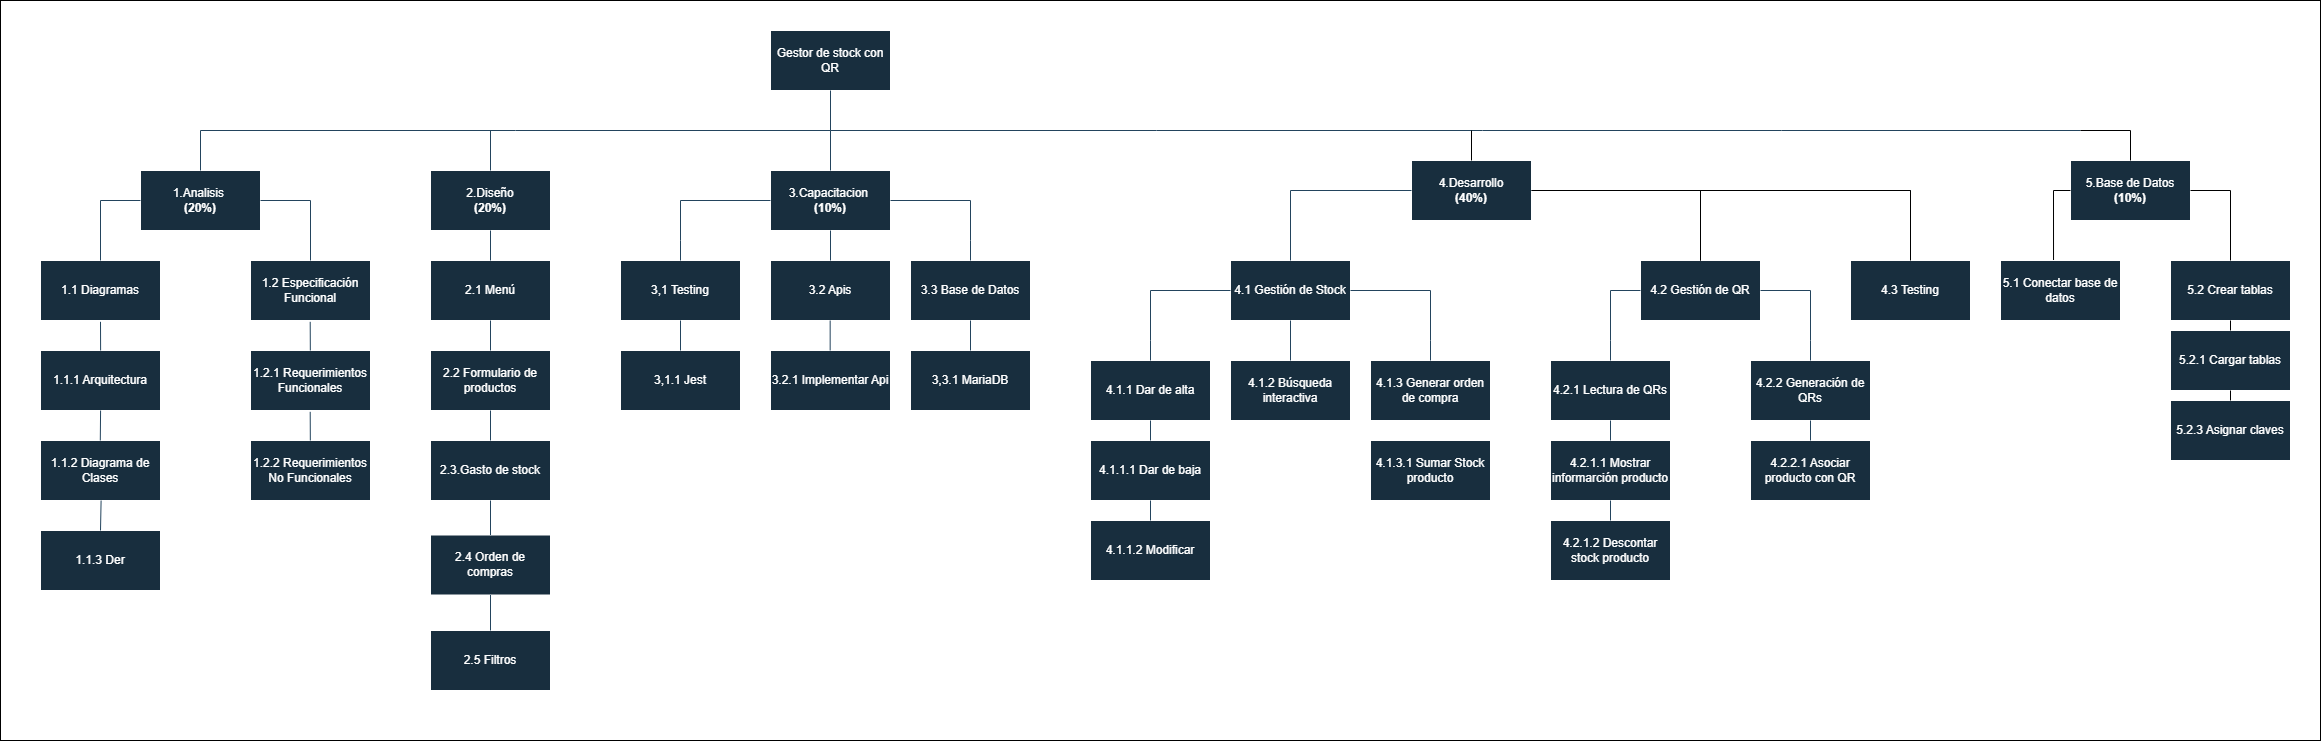 Gestor de stock con
QR
1.Analisis
(20%)
2.Diseño
(20%)
3.Capacitacion
(10%)
4.Desarrollo
(40%)
5.Base de Datos
(10%)
1.1 Diagramas
1.2 Especificación
Funcional
2.1 Menú
3,1 Testing
3.2 Apis
3.3 Base de Datos
4.1 Gestión de Stock
4.2 Gestión de QR
4.3 Testing
5.1 Conectar base de
datos
5.2 Crear tablas
1.1.1 Arquitectura
1.2.1 Requerimientos
Funcionales
2.2 Formulario de
productos
3,1.1 Jest
3.2.1 Implementar Api
3,3.1 MariaDB
4.1.1 Dar de alta
4.1.2 Búsqueda
interactiva
4.1.3 Generar orden
de compra
4.2.1 Lectura de QRs
4.2.2 Generación de
QRs
5.2.1 Cargar tablas
1.1.2 Diagrama de
Clases
1.2.2 Requerimientos
No Funcionales
2.3.Gasto de stock
4.1.1.1 Dar de baja
4.1.3.1 Sumar Stock
producto
4.2.1.1 Mostrar
informarción producto
4.2.2.1 Asociar
producto con QR
5.2.3 Asignar claves
1.1.3 Der
2.4 Orden de
compras
4.1.1.2 Modificar
4.2.1.2 Descontar
stock producto
2.5 Filtros